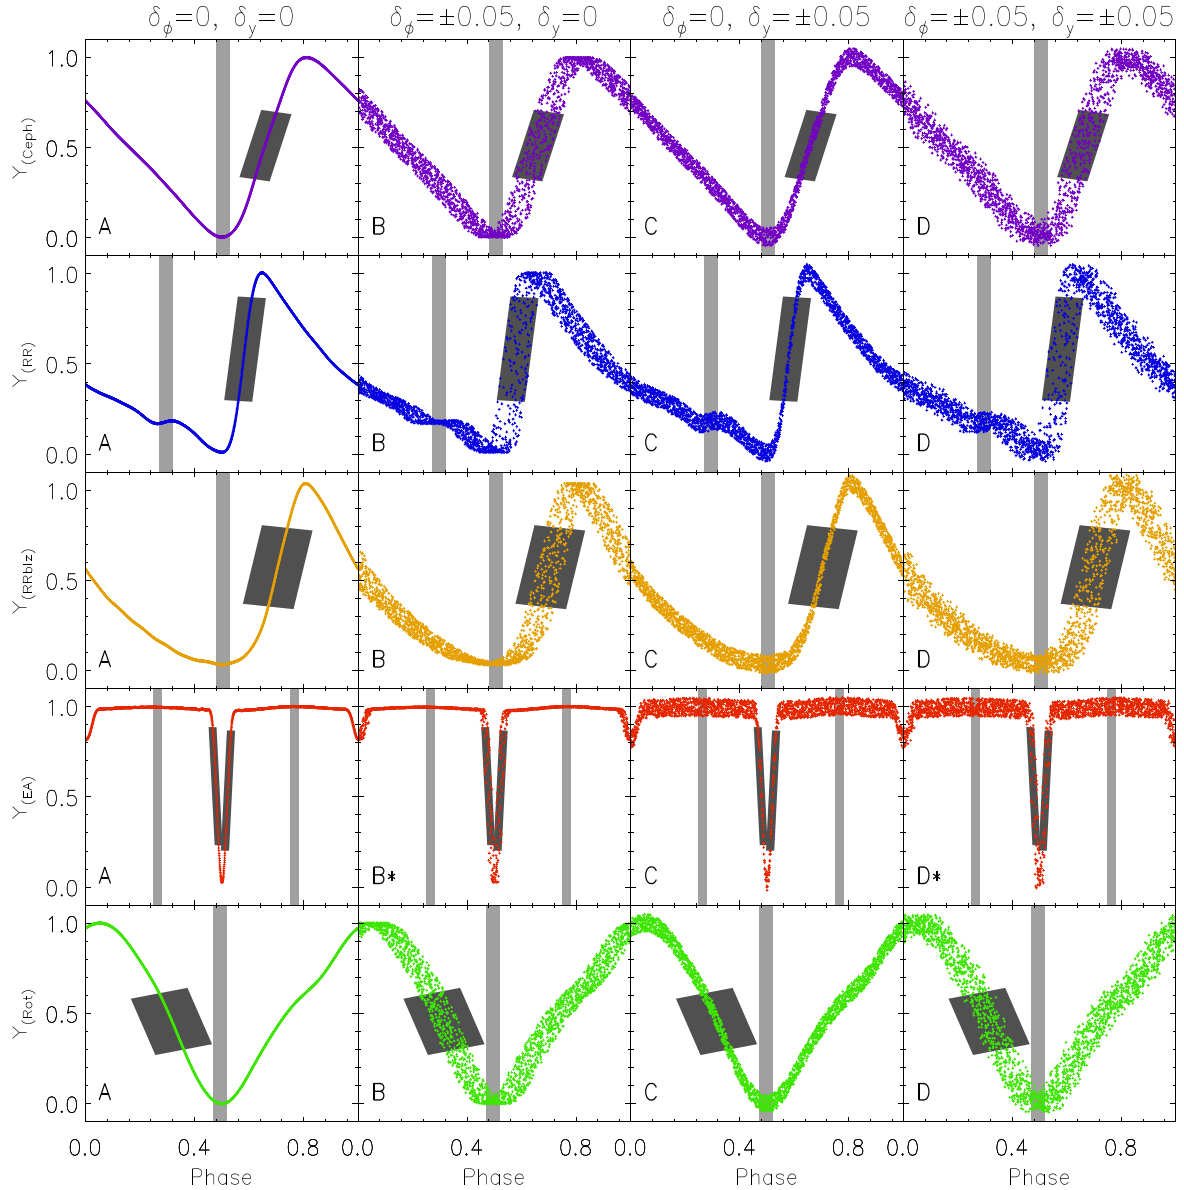 δφ=0, δy=0 δφ=±0.05, δy=0 δφ=0, δy=±0.05 δφ=±0.05, δy=±0.05
1.0
0.5
0.0
Y(Ceph)
A B C D
1.0
0.5
0.0
Y(RR)
A B C D
1.0
0.5
0.0
Y(RRblz)
A B C D
1.0
0.5
0.0
Y(EA)
A B* C D*
1.0
0.5
0.0
Y(Rot)
A B C D
0.0 0.4 0.8 0.0 0.4 0.8 0.0 0.4 0.8 0.0 0.4 0.8 0.0
Phase Phase Phase Phase